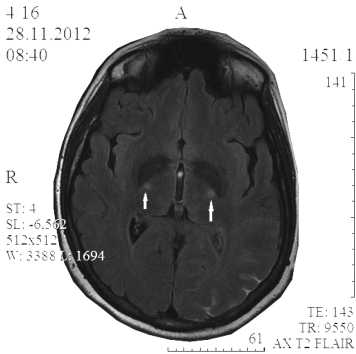 4 16
A
28.11.2012
08:40
1451 1
141
R
ST: 4
SL: -6.562
512x512
W: 3388 L: 1694
TE: 143
TR: 9550
61
AX T2 FLAIR